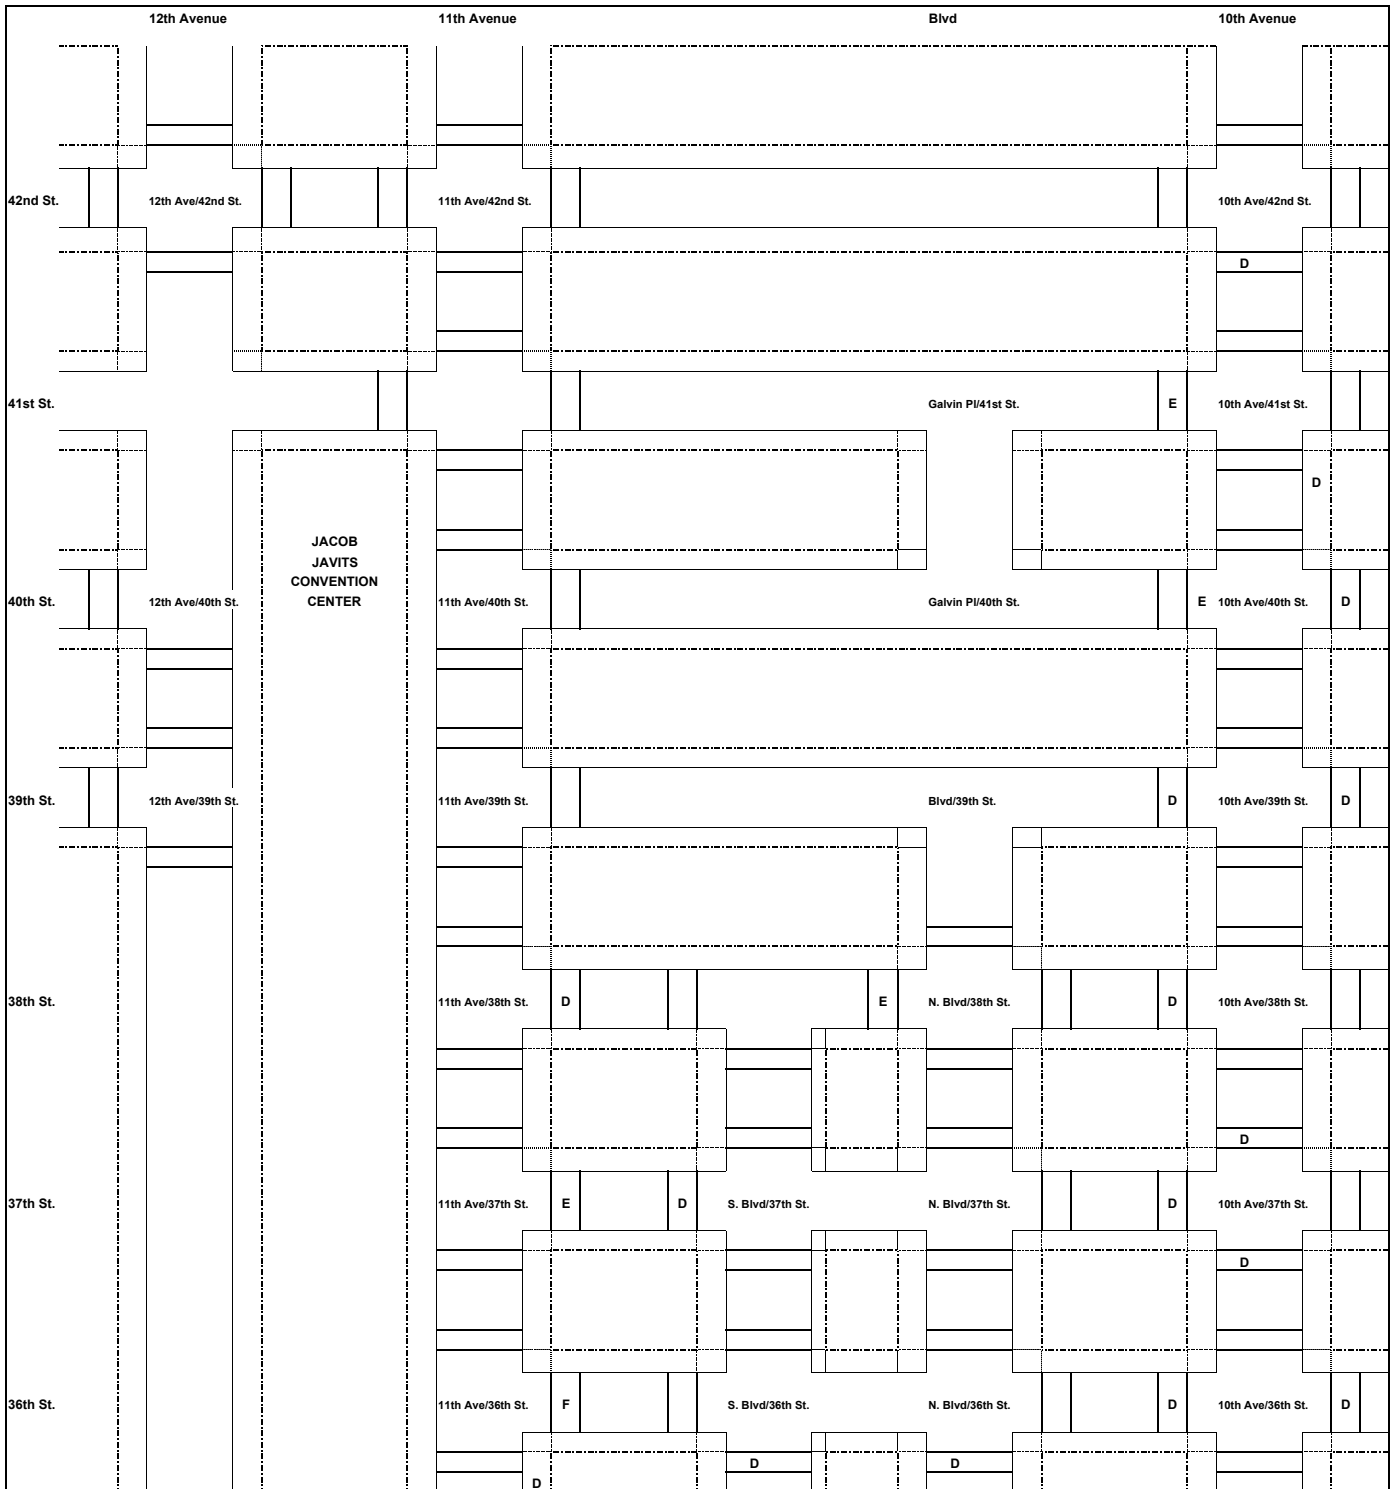 12th Avenue 11th Avenue Blvd 10th Avenue
42nd St. 12th Ave/42nd St. 11th Ave/42nd St. 10th Ave/42nd St.
D
41st St. Galvin Pl/41st St. E 10th Ave/41st St.
D
JACOB
JAVITS
CONVENTION
CENTER
40th St. 12th Ave/40th St. 11th Ave/40th St. Galvin Pl/40th St. E 10th Ave/40th St. D
39th St. 12th Ave/39th St. 11th Ave/39th St. Blvd/39th St. D 10th Ave/39th St. D
38th St. 11th Ave/38th St. D E N. Blvd/38th St. D 10th Ave/38th St.
D
37th St. 11th Ave/37th St. E D S. Blvd/37th St. N. Blvd/37th St. D 10th Ave/37th St.
D
36th St. 11th Ave/36th St. F S. Blvd/36th St. N. Blvd/36th St. D 10th Ave/36th St. D
D D
D